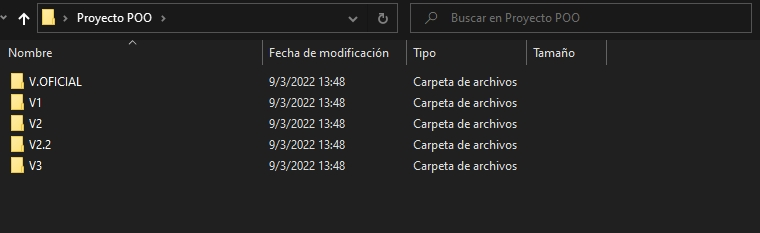 Proyecto POO
Buscar en Proyecto POO
Nombre Fecha de modificación Tipo Tamaño
V.OFICIAL 9/3/2022 13:48 Carpeta de archivos
V1 9/3/2022 13:48 Carpeta de archivos
V2 9/3/2022 13:48 Carpeta de archivos
V2.2 9/3/2022 13:48 Carpeta de archivos
V3 9/3/2022 13:48 Carpeta de archivos